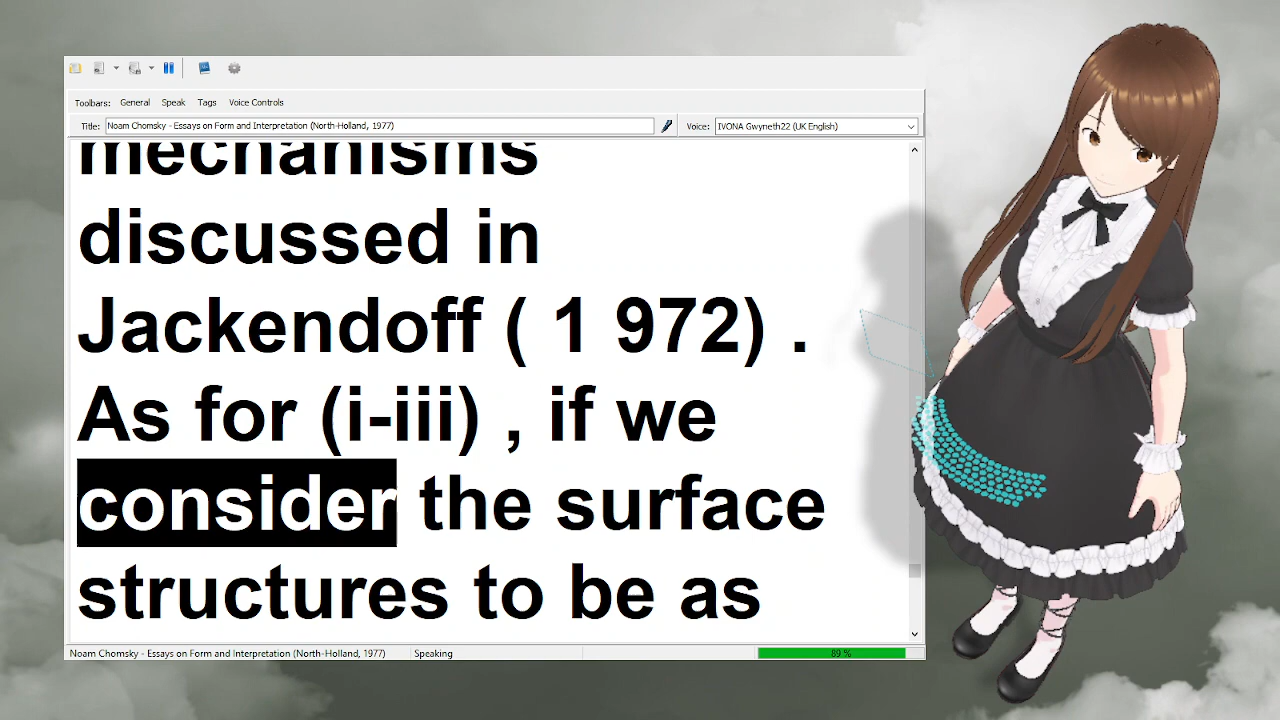 Toolbars: General Speak Tags Voice Controls
Title: Noam Chomsky - Essays on Form and Interpretation (North-Holland, 1977) Voice: IVONA Gwyneth22 (UK English)
mechanisms
discussed in
Jackendoff ( 1 972) .
As for (i-iii) , if we
consider the surface
structures to be as
Noam Chomsky - Essays on Form and Interpretation (North-Holland, 1977) Speaking 89 %